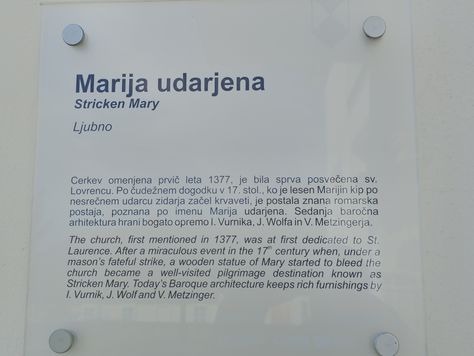 Marija udarjena
Stricken Mary
Ljubno
Cerkev omenjena prvič leta 1377, je bila sprva posvečena sv.
Lovrencu. Po čudežnem dogodku v 17. stol., ko je lesen Marijin kip po
nesrečnem udarcu zidarja začel krvaveti, je postala znana romarska
postaja, poznana po imenu Marija udarjena. Sedanja baročna
arhitektura hrani bogato opremo I. Vurnika, J. Wolfa in V. Metzingerja.
The church, first mentioned in 1377, was at first dedicated to St.
Laurence. After a miraculous event in the 17th century when, under a
mason's fateful strike, a wooden statue of Mary started to bleed the
church became a well-visited pilgrimage destination known as
Stricken Mary. Today's Baroque architecture keeps rich furnishings by
I. Vurnik, J. Wolf and V. Metzinger.